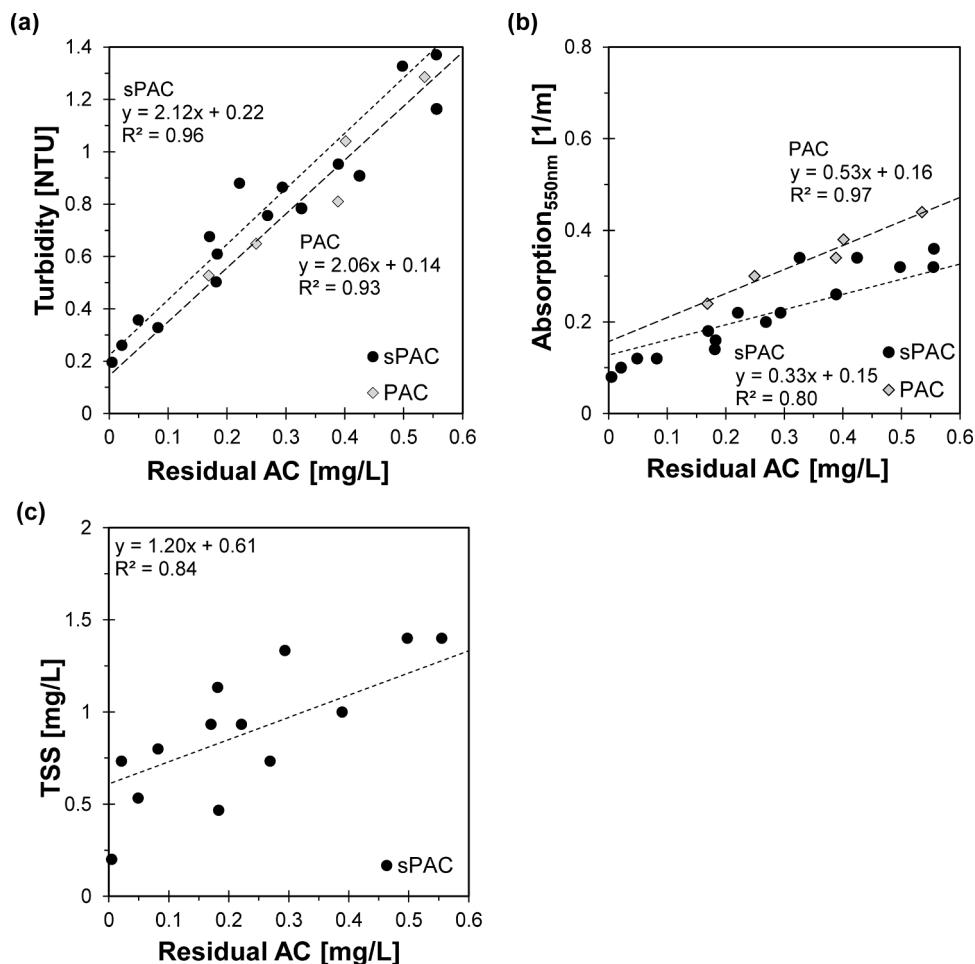 (a)
1.4
1.2
1
0.8
0.6
0.4
0.2
0
Turbidity [NTU]
sPAC
y = 2.12x + 0.22
R² = 0.96
PAC
y = 2.06x + 0.14
R² = 0.93
sPAC
PAC
0 0.1 0.2 0.3 0.4 0.5 0.6
Residual AC [mg/L]
(b)
0.8
0.6
0.4
0.2
0
Absorption550nm [1/m]
PAC
y = 0.53x + 0.16
R² = 0.97
sPAC
y = 0.33x + 0.15
R² = 0.80
sPAC
PAC
0 0.1 0.2 0.3 0.4 0.5 0.6
Residual AC [mg/L]
(c)
2
1.5
1
0.5
0
TSS [mg/L]
y = 1.20x + 0.61
R² = 0.84
sPAC
0 0.1 0.2 0.3 0.4 0.5 0.6
Residual AC [mg/L]